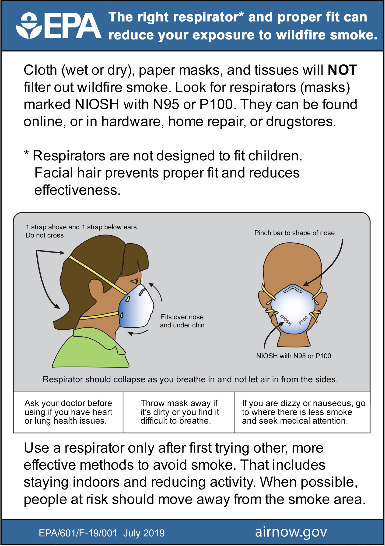 EPA
The right respirator* and proper fit can
reduce your exposure to wildfire smoke.
Cloth (wet or dry), paper masks, and tissues will NOT
filter out wildfire smoke. Look for respirators (masks)
marked NIOSH with N95 or P100. They can be found
online, or in hardware, home repair, or drugstores.
* Respirators are not designed to fit children.
Facial hair prevents proper fit and reduces
effectiveness.
1 strap above and 1 strap below ears
Do not cross
Pinch bar to shape of nose
Fits over nose
and under chin
P100
NIOSH with N95 or P100
Respirator should collapse as you breathe in and not let air in from the sides.
Ask your doctor before
using if you have heart
or lung health issues.
Throw mask away if
it's dirty or you find it
difficult to breathe.
If you are dizzy or nauseous, go
to where there is less smoke
and seek medical attention.
Use a respirator only after first trying other, more
effective methods to avoid smoke. That includes
staying indoors and reducing activity. When possible,
people at risk should move away from the smoke area.
EPA/601/F-19/001 July 2019
airnow.gov